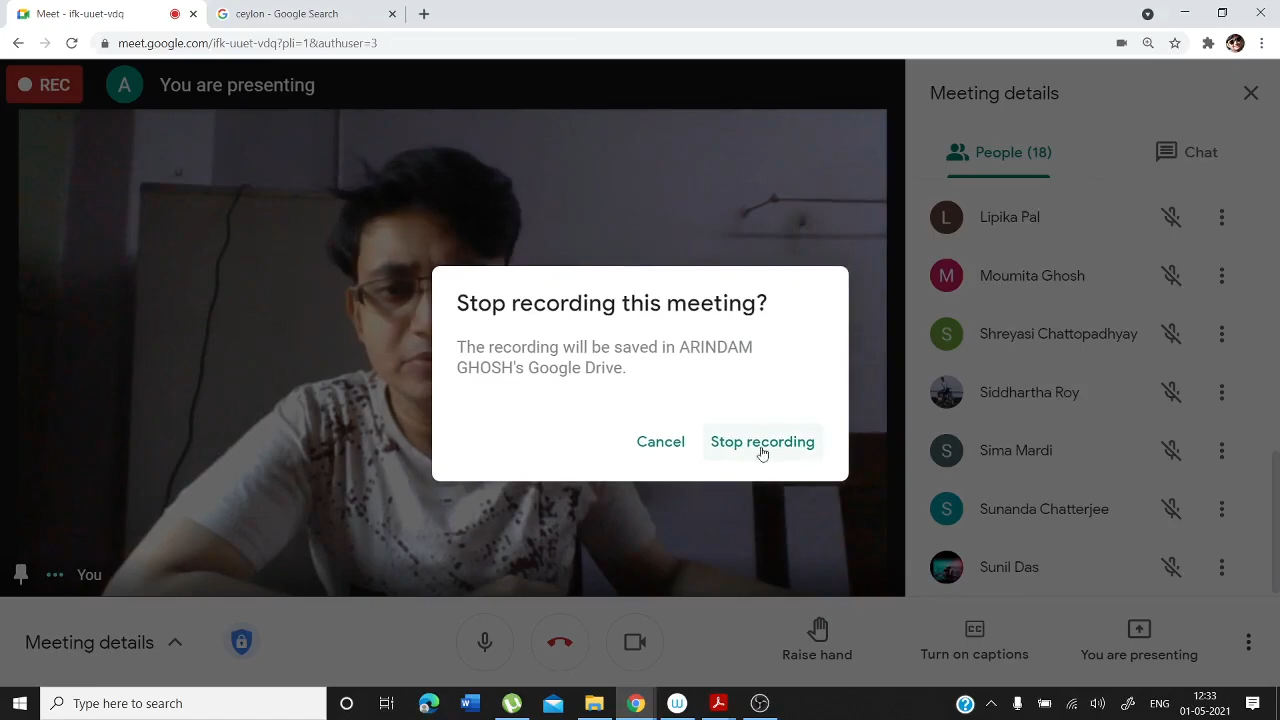 Meet - ifk-uuet-vdq
ceylon - Google Search
meet.google.com/ifk-uuet-vdq?pli=1&authuser=3
REC
A
You are presenting
Meeting details
People (18)
Chat
L
Lipika Pal
M
Moumita Ghosh
S
Shreyasi Chattopadhyay
Siddhartha Roy
S
Sima Mardi
S
Sunanda Chatterjee
Sunil Das
Stop recording this meeting?
The recording will be saved in ARINDAM
GHOSH's Google Drive.
Cancel
Stop recording
You
Meeting details
Raise hand
CC
Turn on captions
You are presenting
Type here to search
ENG
12:33
01-05-2021